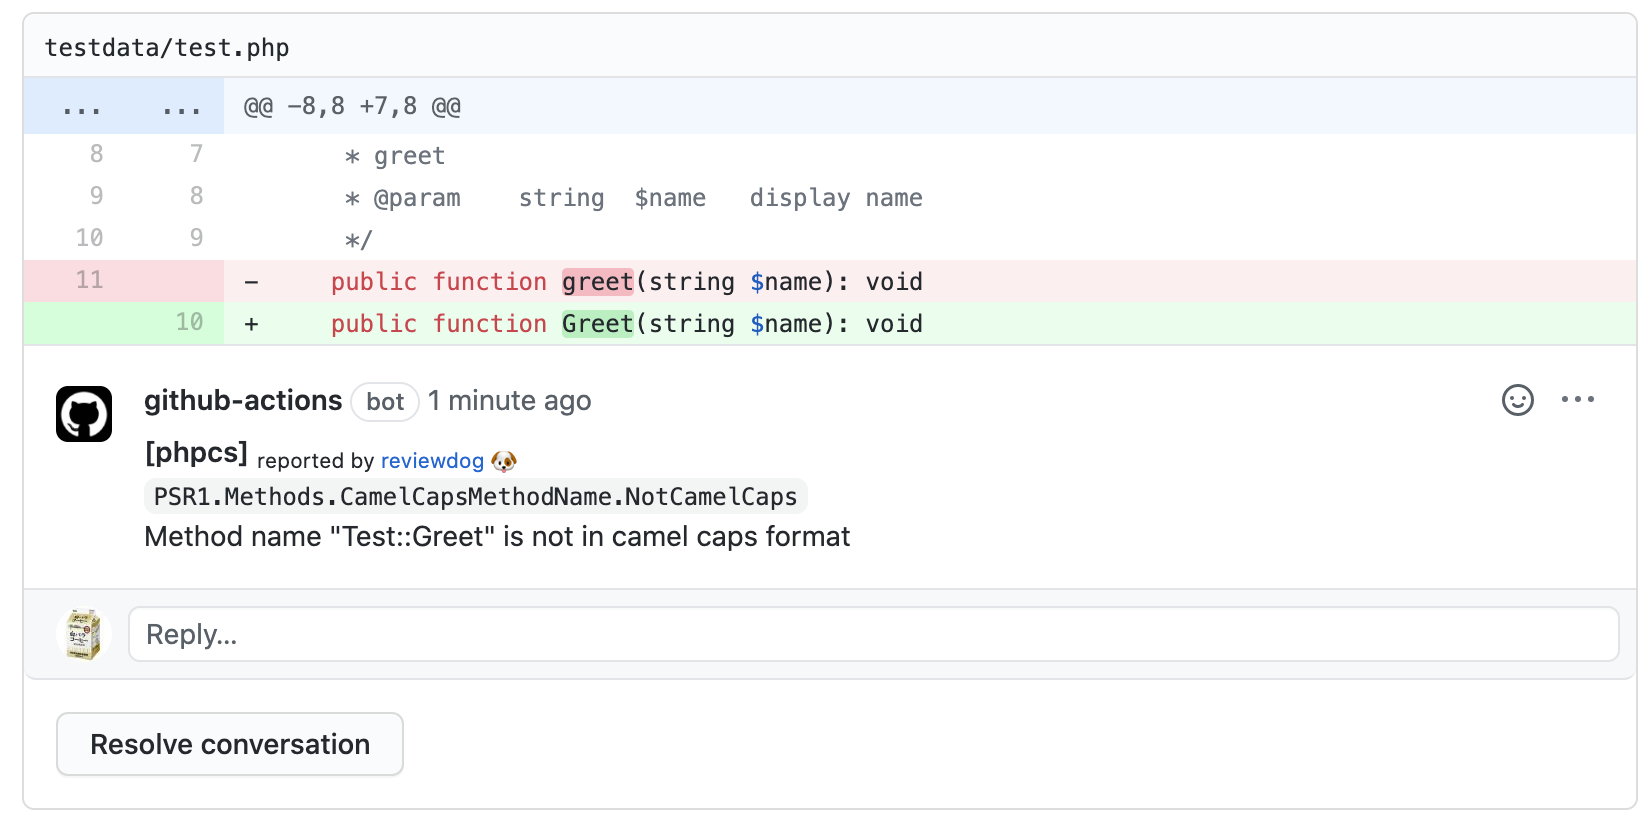 testdata/test.php
... ... @@ -8,8 +7,8 @@
8 7 * greet
9 8 * @param string $name display name
10 9 */
11 - public function greet(string $name): void
10 + public function Greet(string $name): void
github-actions bot 1 minute ago
[phpcs] reported by reviewdog 🐶
PSR1.Methods.CamelCapsMethodName.NotCamelCaps
Method name "Test::Greet" is not in camel caps format
Reply...
Resolve conversation